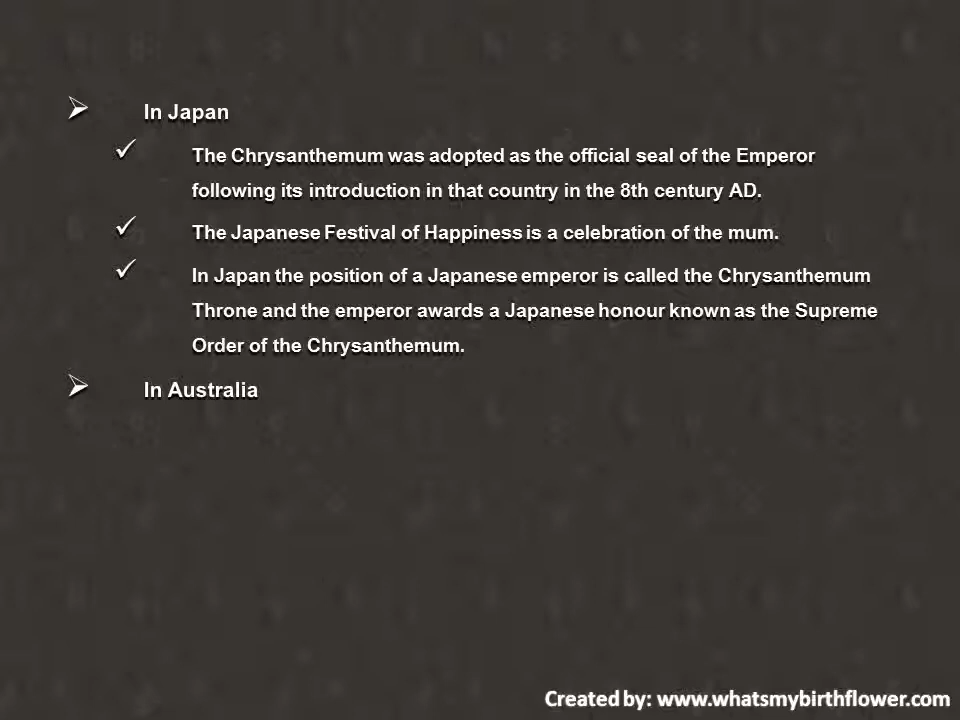 In Japan
The Chrysanthemum was adopted as the official seal of the Emperor
following its introduction in that country in the 8th century AD.
The Japanese Festival of Happiness is a celebration of the mum.
In Japan the position of a Japanese emperor is called the Chrysanthemum
Throne and the emperor awards a Japanese honour known as the Supreme
Order of the Chrysanthemum.
In Australia
Created by: www.whatsmybirthflower.com